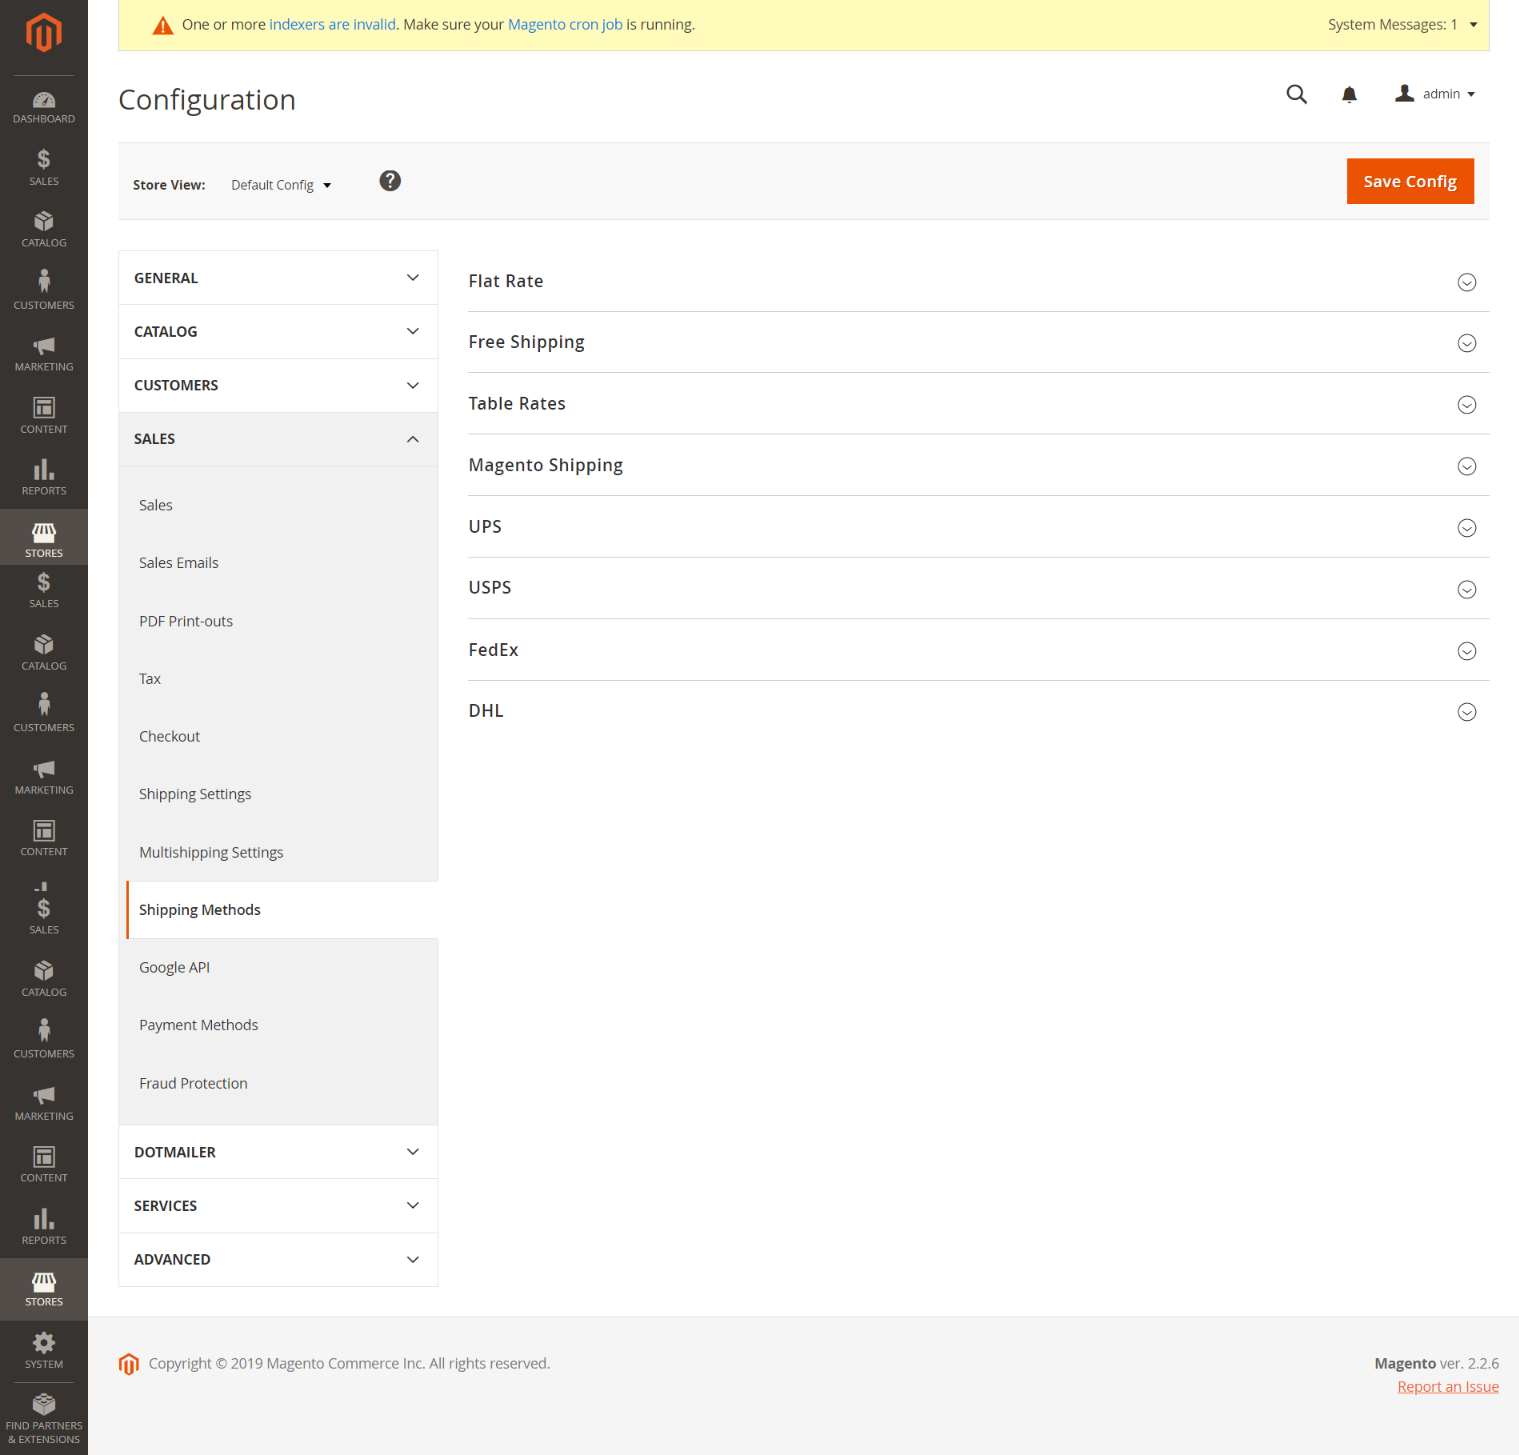 One or more indexers are invalid. Make sure your Magento cron job is running.
System Messages: 1
DASHBOARD
SALES
CATALOG
CUSTOMERS
MARKETING
CONTENT
REPORTS
STORES
SALES
CATALOG
CUSTOMERS
MARKETING
CONTENT
SALES
CATALOG
CUSTOMERS
MARKETING
CONTENT
REPORTS
STORES
SYSTEM
FIND PARTNERS
& EXTENSIONS
Configuration
admin
Store View: Default Config
Save Config
GENERAL
CATALOG
CUSTOMERS
SALES
Sales
Sales Emails
PDF Print-outs
Tax
Checkout
Shipping Settings
Multishipping Settings
Shipping Methods
Google API
Payment Methods
Fraud Protection
DOTMAILER
SERVICES
ADVANCED
Flat Rate
Free Shipping
Table Rates
Magento Shipping
UPS
USPS
FedEx
DHL
Copyright © 2019 Magento Commerce Inc. All rights reserved.
Magento ver. 2.2.6
Report an Issue